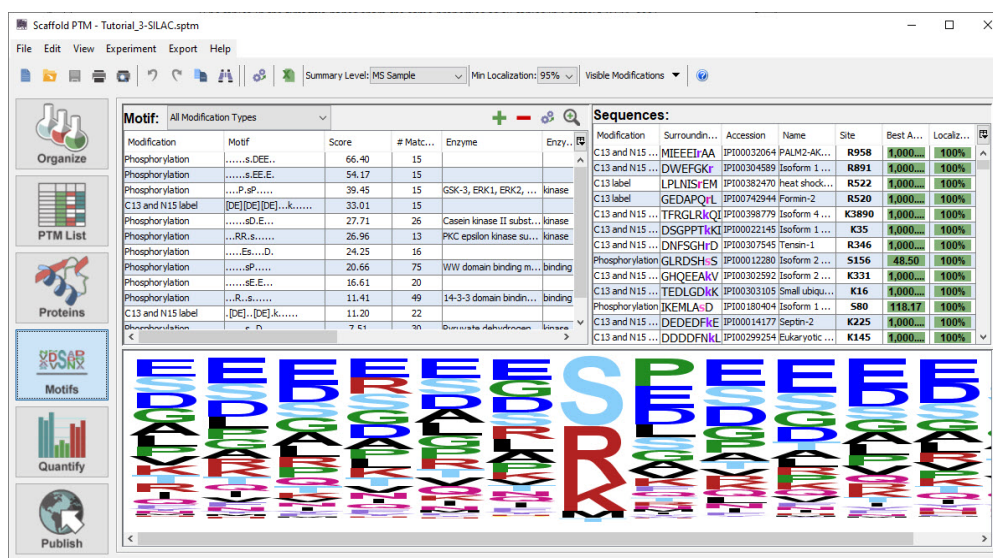 Scaffold PTM - Tutorial_3-SILAC.sptm
File Edit View Experiment Export Help
Summary Level: MS Sample Min Localization: 95% Visible Modifications
Organize
PTM List
Proteins
Motifs
Quantify
Publish
Motif: All Modification Types
Modification Motif Score # Matc... Enzyme Enzy...
Phosphorylation ......s.DEE.. 66.40 15
Phosphorylation ......s.EE.E. 54.17 15
Phosphorylation ....P.sP..... 39.45 15 GSK-3, ERK1, ERK2, ... kinase
C13 and N15 label [DE][DE][DE]...k...... 33.01 15
Phosphorylation ......sD.E... 27.71 26 Casein kinase II subst... kinase
Phosphorylation ...RR.s...... 26.96 13 PKC epsilon kinase su... kinase
Phosphorylation ....Es....D. 24.25 16
Phosphorylation ......sP..... 20.66 75 WW domain binding m... binding
Phosphorylation ......sE.E... 16.61 20
Phosphorylation ...R..s...... 11.41 49 14-3-3 domain bindin... binding
C13 and N15 label .[DE]..[DE].k...... 11.20 22
Phosphorylation 7.51 30 Pyruvate dehydrogen kinase
Sequences:
Modification Surroundin... Accession Name Site Best A... Localiz...
C13 and N15 ... MIEEEIrAA IPI00032064 PALM2-AK... R958 1,000.... 100%
C13 and N15 ... DWEFGKr IPI00304589 Isoform 1 ... R891 1,000.... 100%
C13 label LPLNISrEM IPI00382470 heat shock... R522 1,000.... 100%
C13 label GEDAPQrL IPI00742944 Formin-2 R520 1,000.... 100%
C13 and N15 ... TFRGLRkQI IPI00398779 Isoform 4 ... K3890 1,000.... 100%
C13 and N15 ... DSGPPTkKI IPI00022145 Isoform 1 ... K35 1,000.... 100%
C13 and N15 ... DNFSGHrD IPI00307545 Tensin-1 R346 1,000.... 100%
Phosphorylation GLRDSHsS IPI00012280 Isoform 2 ... S156 48.50 100%
C13 and N15 ... GHQEEAkV IPI00302592 Isoform 2 ... K331 1,000.... 100%
C13 and N15 ... TEDLGDkK IPI00303105 Small ubiqu... K16 1,000.... 100%
Phosphorylation IKEMLAsD IPI00180404 Isoform 1 ... S80 118.17 100%
C13 and N15 ... DEDEDFkE IPI00014177 Septin-2 K225 1,000.... 100%
C13 and N15 ... DDDDFNkL IPI00299254 Eukaryotic ... K145 1,000.... 100%